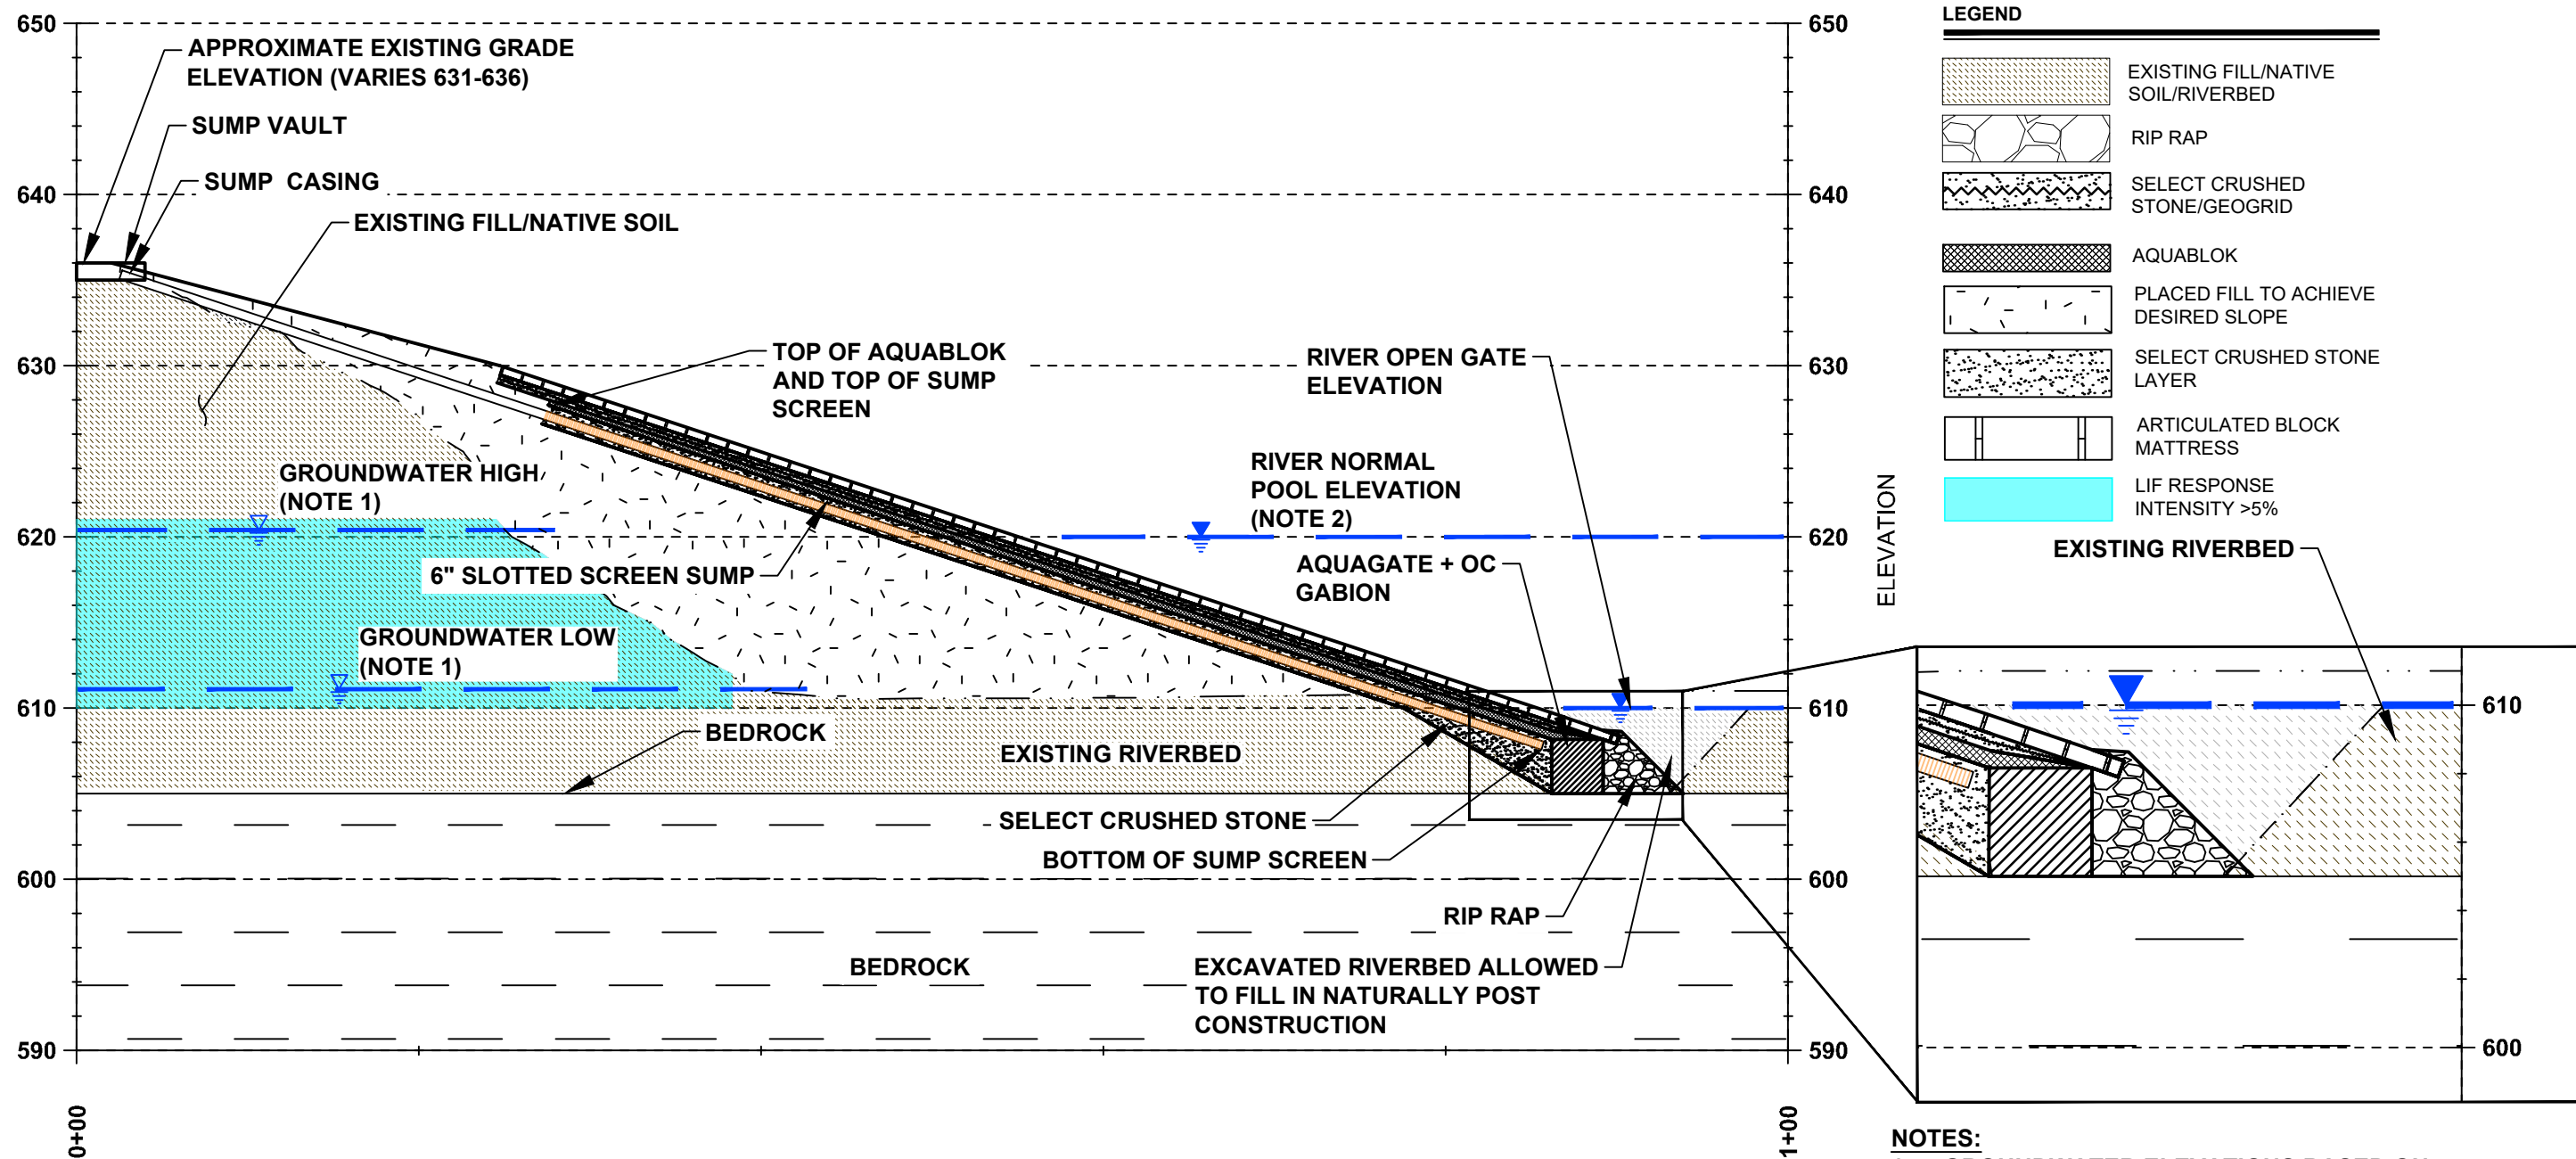 650
640
630
620
610
600
590
APPROXIMATE EXISTING GRADE
ELEVATION (VARIES 631-636)
SUMP VAULT
SUMP CASING
EXISTING FILL/NATIVE SOIL
TOP OF AQUABLOK
AND TOP OF SUMP
SCREEN
RIVER OPEN GATE
ELEVATION
GROUNDWATER HIGH
(NOTE 1)
RIVER NORMAL
POOL ELEVATION
(NOTE 2)
6" SLOTTED SCREEN SUMP
AQUAGATE + OC
GABION
GROUNDWATER LOW
(NOTE 1)
BEDROCK
EXISTING RIVERBED
SELECT CRUSHED STONE
BOTTOM OF SUMP SCREEN
RIP RAP
BEDROCK
EXCAVATED RIVERBED ALLOWED
TO FILL IN NATURALLY POST
CONSTRUCTION
0+00
1+00
650
640
630
620
610
600
590
ELEVATION
LEGEND
EXISTING FILL/NATIVE
SOIL/RIVERBED
RIP RAP
SELECT CRUSHED
STONE/GEOGRID
AQUABLOK
PLACED FILL TO ACHIEVE
DESIRED SLOPE
SELECT CRUSHED STONE
LAYER
ARTICULATED BLOCK
MATTRESS
LIF RESPONSE
INTENSITY >5%
EXISTING RIVERBED
610
600
NOTES: